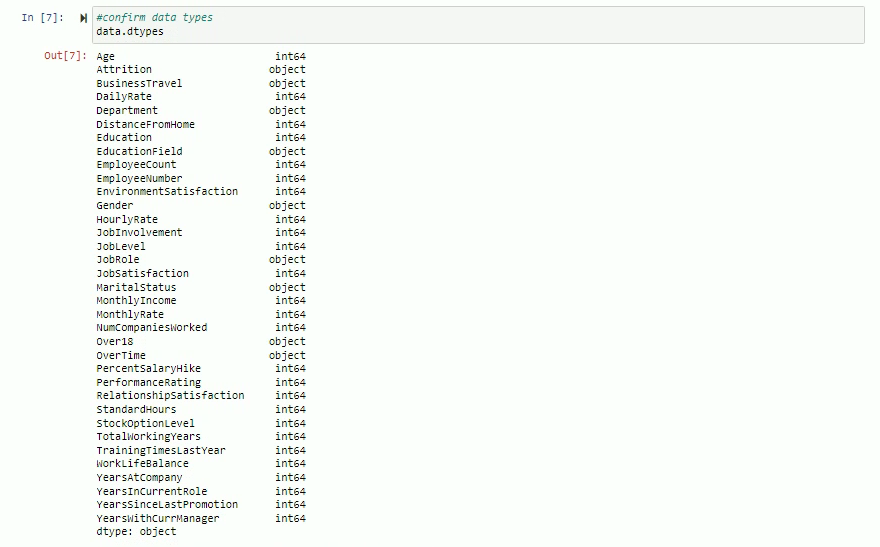 In [7]: #confirm data types
data.dtypes
Out[7]: Age int64
Attrition object
BusinessTravel object
DailyRate int64
Department object
DistanceFromHome int64
Education int64
EducationField object
EmployeeCount int64
EmployeeNumber int64
EnvironmentSatisfaction int64
Gender object
HourlyRate int64
JobInvolvement int64
JobLevel int64
JobRole object
JobSatisfaction int64
MaritalStatus object
MonthlyIncome int64
MonthlyRate int64
NumCompaniesWorked int64
Over18 object
OverTime object
PercentSalaryHike int64
PerformanceRating int64
RelationshipSatisfaction int64
StandardHours int64
StockOptionLevel int64
TotalWorkingYears int64
TrainingTimesLastYear int64
WorkLifeBalance int64
YearsAtCompany int64
YearsInCurrentRole int64
YearsSinceLastPromotion int64
YearsWithCurrManager int64
dtype: object